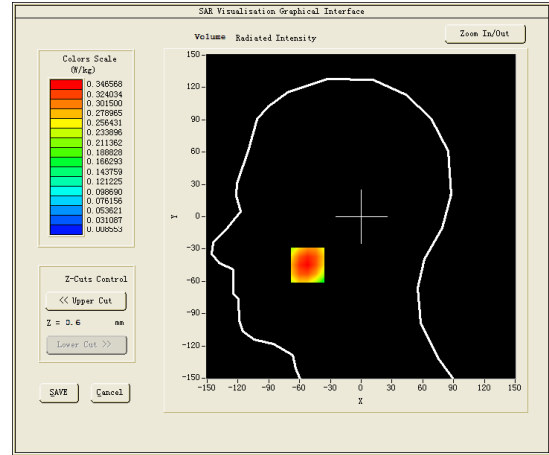 SAR Visualisation Graphical Interface
Volume Radiated Intensity
Zoom In/Out
Colors Scale
(W/kg)
0.346568
0.324034
0.301500
0.278965
0.256431
0.233896
0.211362
0.188828
0.166293
0.143759
0.121225
0.098690
0.076156
0.053621
0.031087
0.008553
Z-Cuts Control
<< Upper Cut
Z = 0.6 mm
Lower Cut >>
SAVE Cancel
150
120
90
60
30
0
-30
-60
-90
-120
-150
Y
-150 -120 -90 -60 -30 0 30 60 90 120 150
X